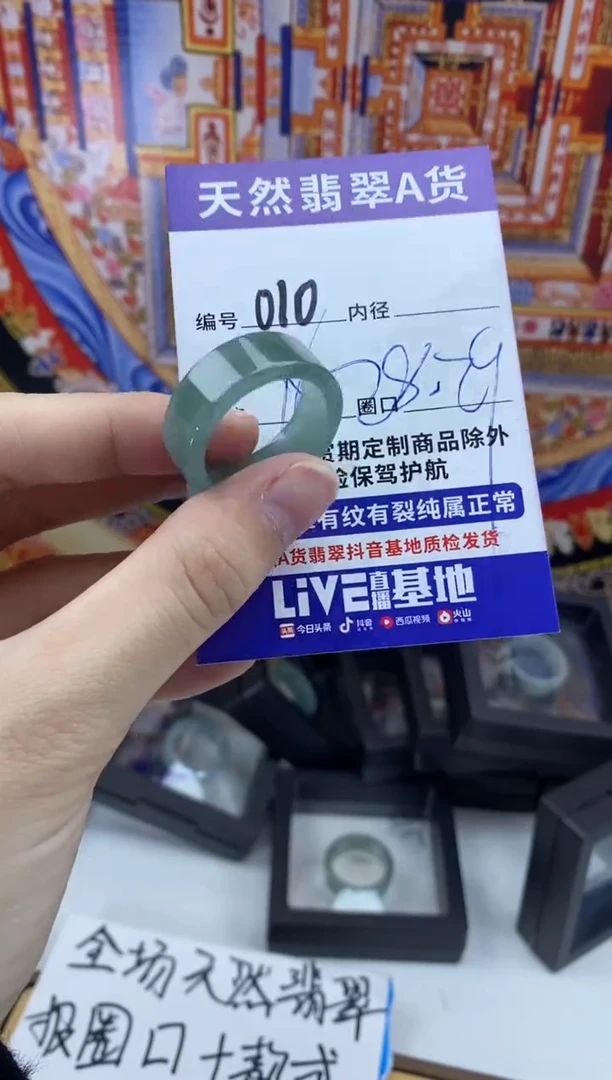 天然翡翠A货
编号 010 内径
圈口
期定制商品除外
检保驾护航
有纹有裂纯属正常
A货翡翠抖音基地质检发货
LiVE直播基地
头条 今日头条 抖音 西瓜视频 火山
全场天然翡翠
报圈口+款式